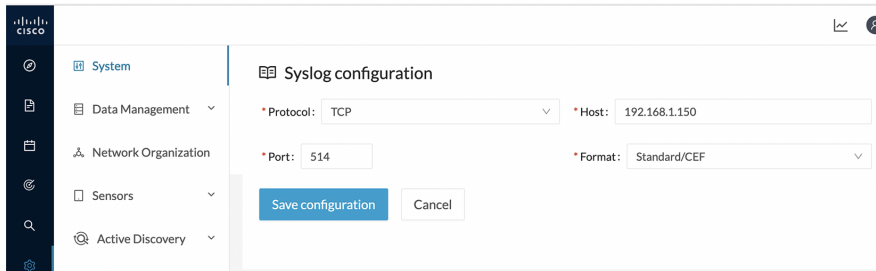 CISCO
System
Data Management
Network Organization
Sensors
Active Discovery
Syslog configuration
* Protocol: TCP
* Host: 192.168.1.150
* Port: 514
* Format: Standard/CEF
Save configuration
Cancel